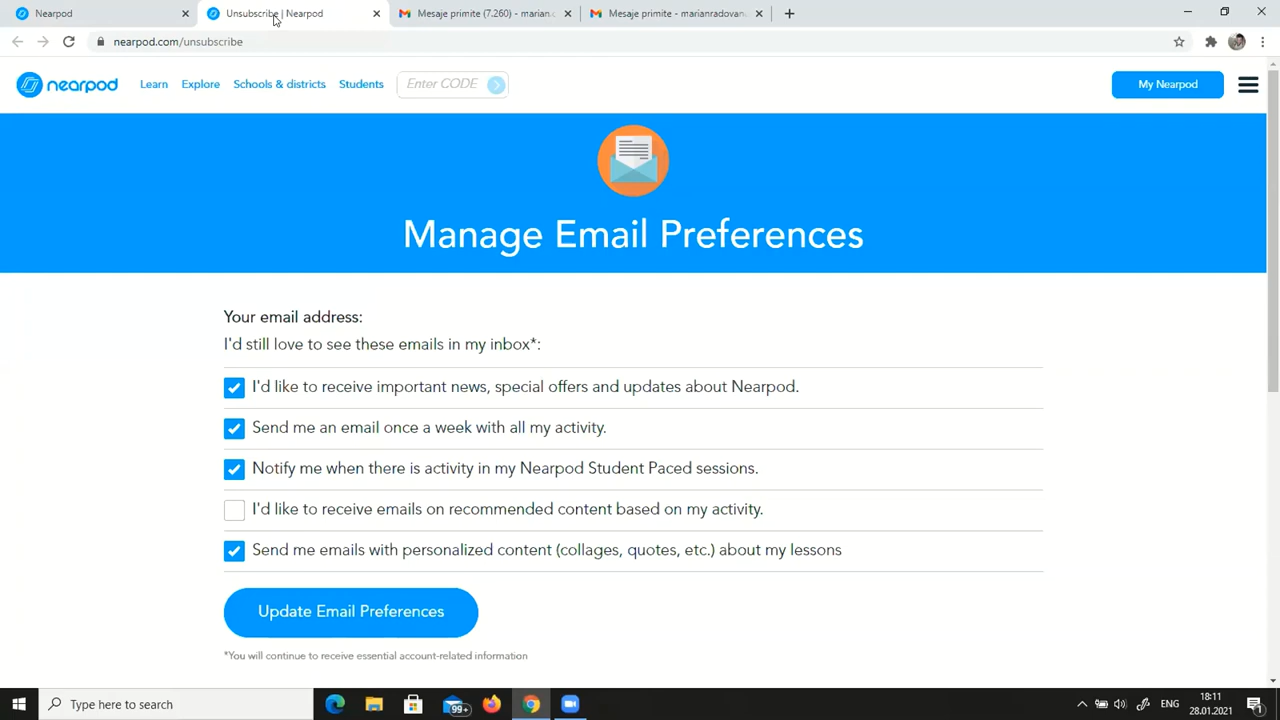 Nearpod
Unsubscribe | Nearpod
Mesaje primite (7.260) - marian.
Mesaje primite - marianradovan.
nearpod.com/unsubscribe
nearpod
Learn
Explore
Schools & districts
Students
Enter CODE
My Nearpod
Manage Email Preferences
Your email address:
I'd still love to see these emails in my inbox*:
I'd like to receive important news, special offers and updates about Nearpod.
Send me an email once a week with all my activity.
Notify me when there is activity in my Nearpod Student Paced sessions.
I'd like to receive emails on recommended content based on my activity.
Send me emails with personalized content (collages, quotes, etc.) about my lessons
Update Email Preferences
*You will continue to receive essential account-related information
Type here to search
99+
ENG
18:11
28.01.2021
1